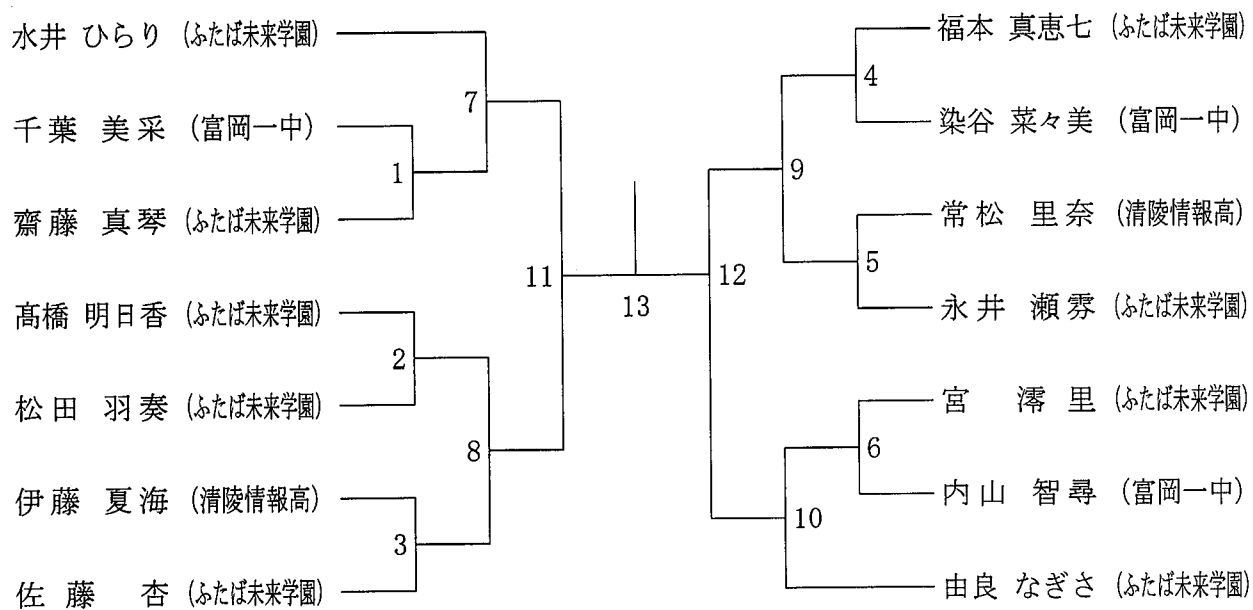 水井 ひらり (ふたば未来学園)
千葉 美采 (富岡一中)
齋藤 真琴 (ふたば未来学園)
髙橋 明日香 (ふたば未来学園)
松田 羽奏 (ふたば未来学園)
伊藤 夏海 (清陵情報高)
佐藤 杏 (ふたば未来学園)
7
1
11
2
8
3
13
福本 真恵七 (ふたば未来学園)
染谷 菜々美 (富岡一中)
常松 里奈 (清陵情報高)
永井 瀬雰 (ふたば未来学園)
宮 澪里 (ふたば未来学園)
内山 智尋 (富岡一中)
由良 なぎさ (ふたば未来学園)
4
9
5
12
6
10